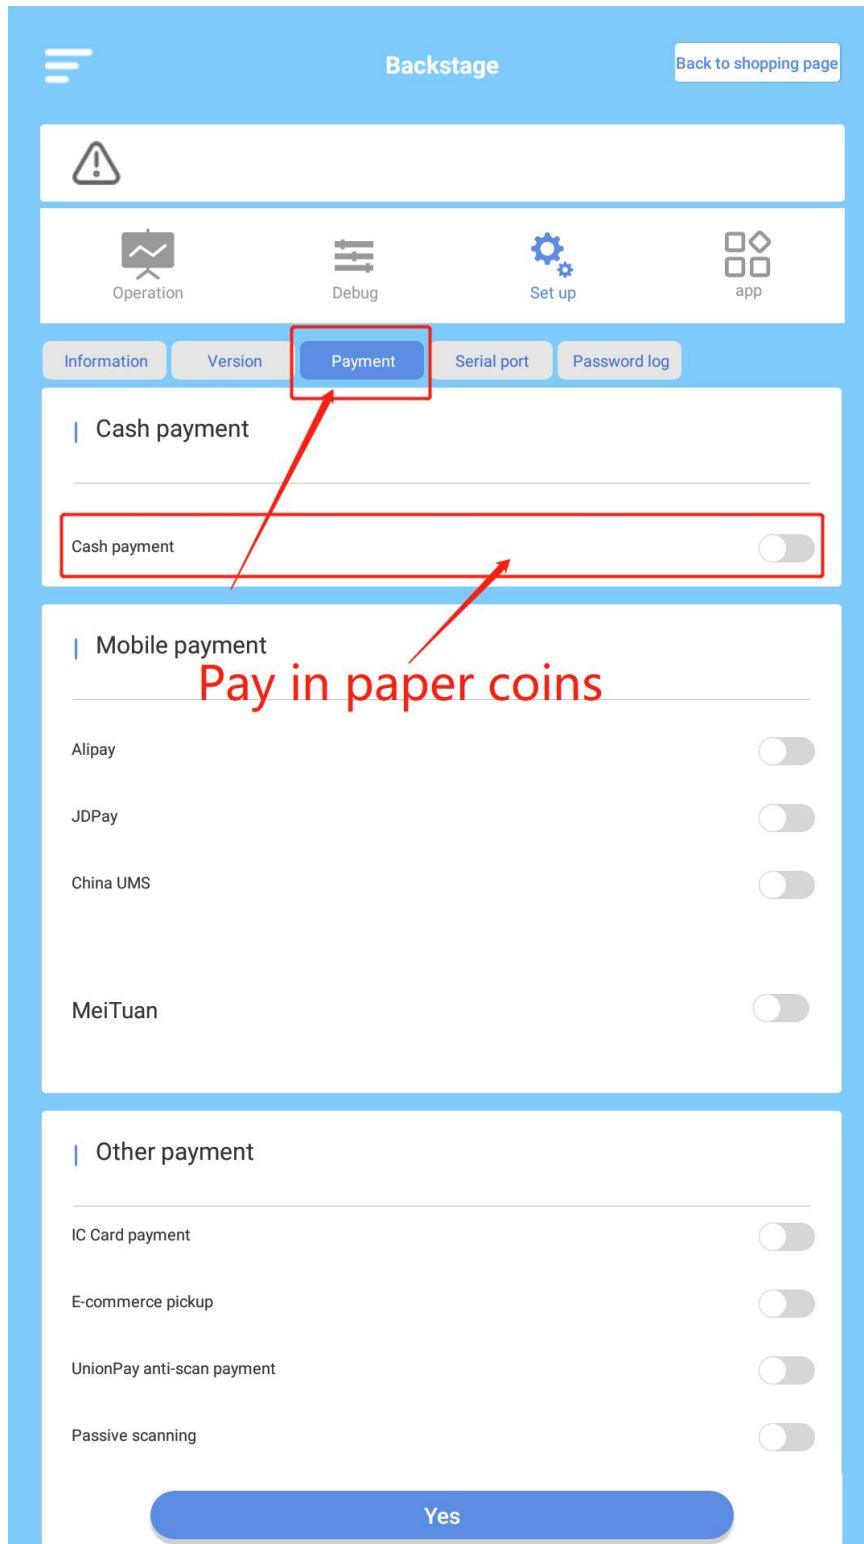 Backstage
Back to shopping page
Operation
Debug
Set up
app
Information
Version
Payment
Serial port
Password log
Cash payment
Cash payment
Mobile payment
Pay in paper coins
Alipay
JDPay
China UMS
MeiTuan
Other payment
IC Card payment
E-commerce pickup
UnionPay anti-scan payment
Passive scanning
Yes